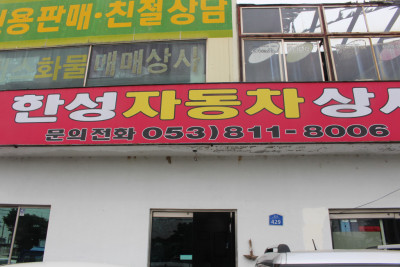 신용판매·친절상담
화물매매상사
한성자동차상사
문의전화 053)811-8006